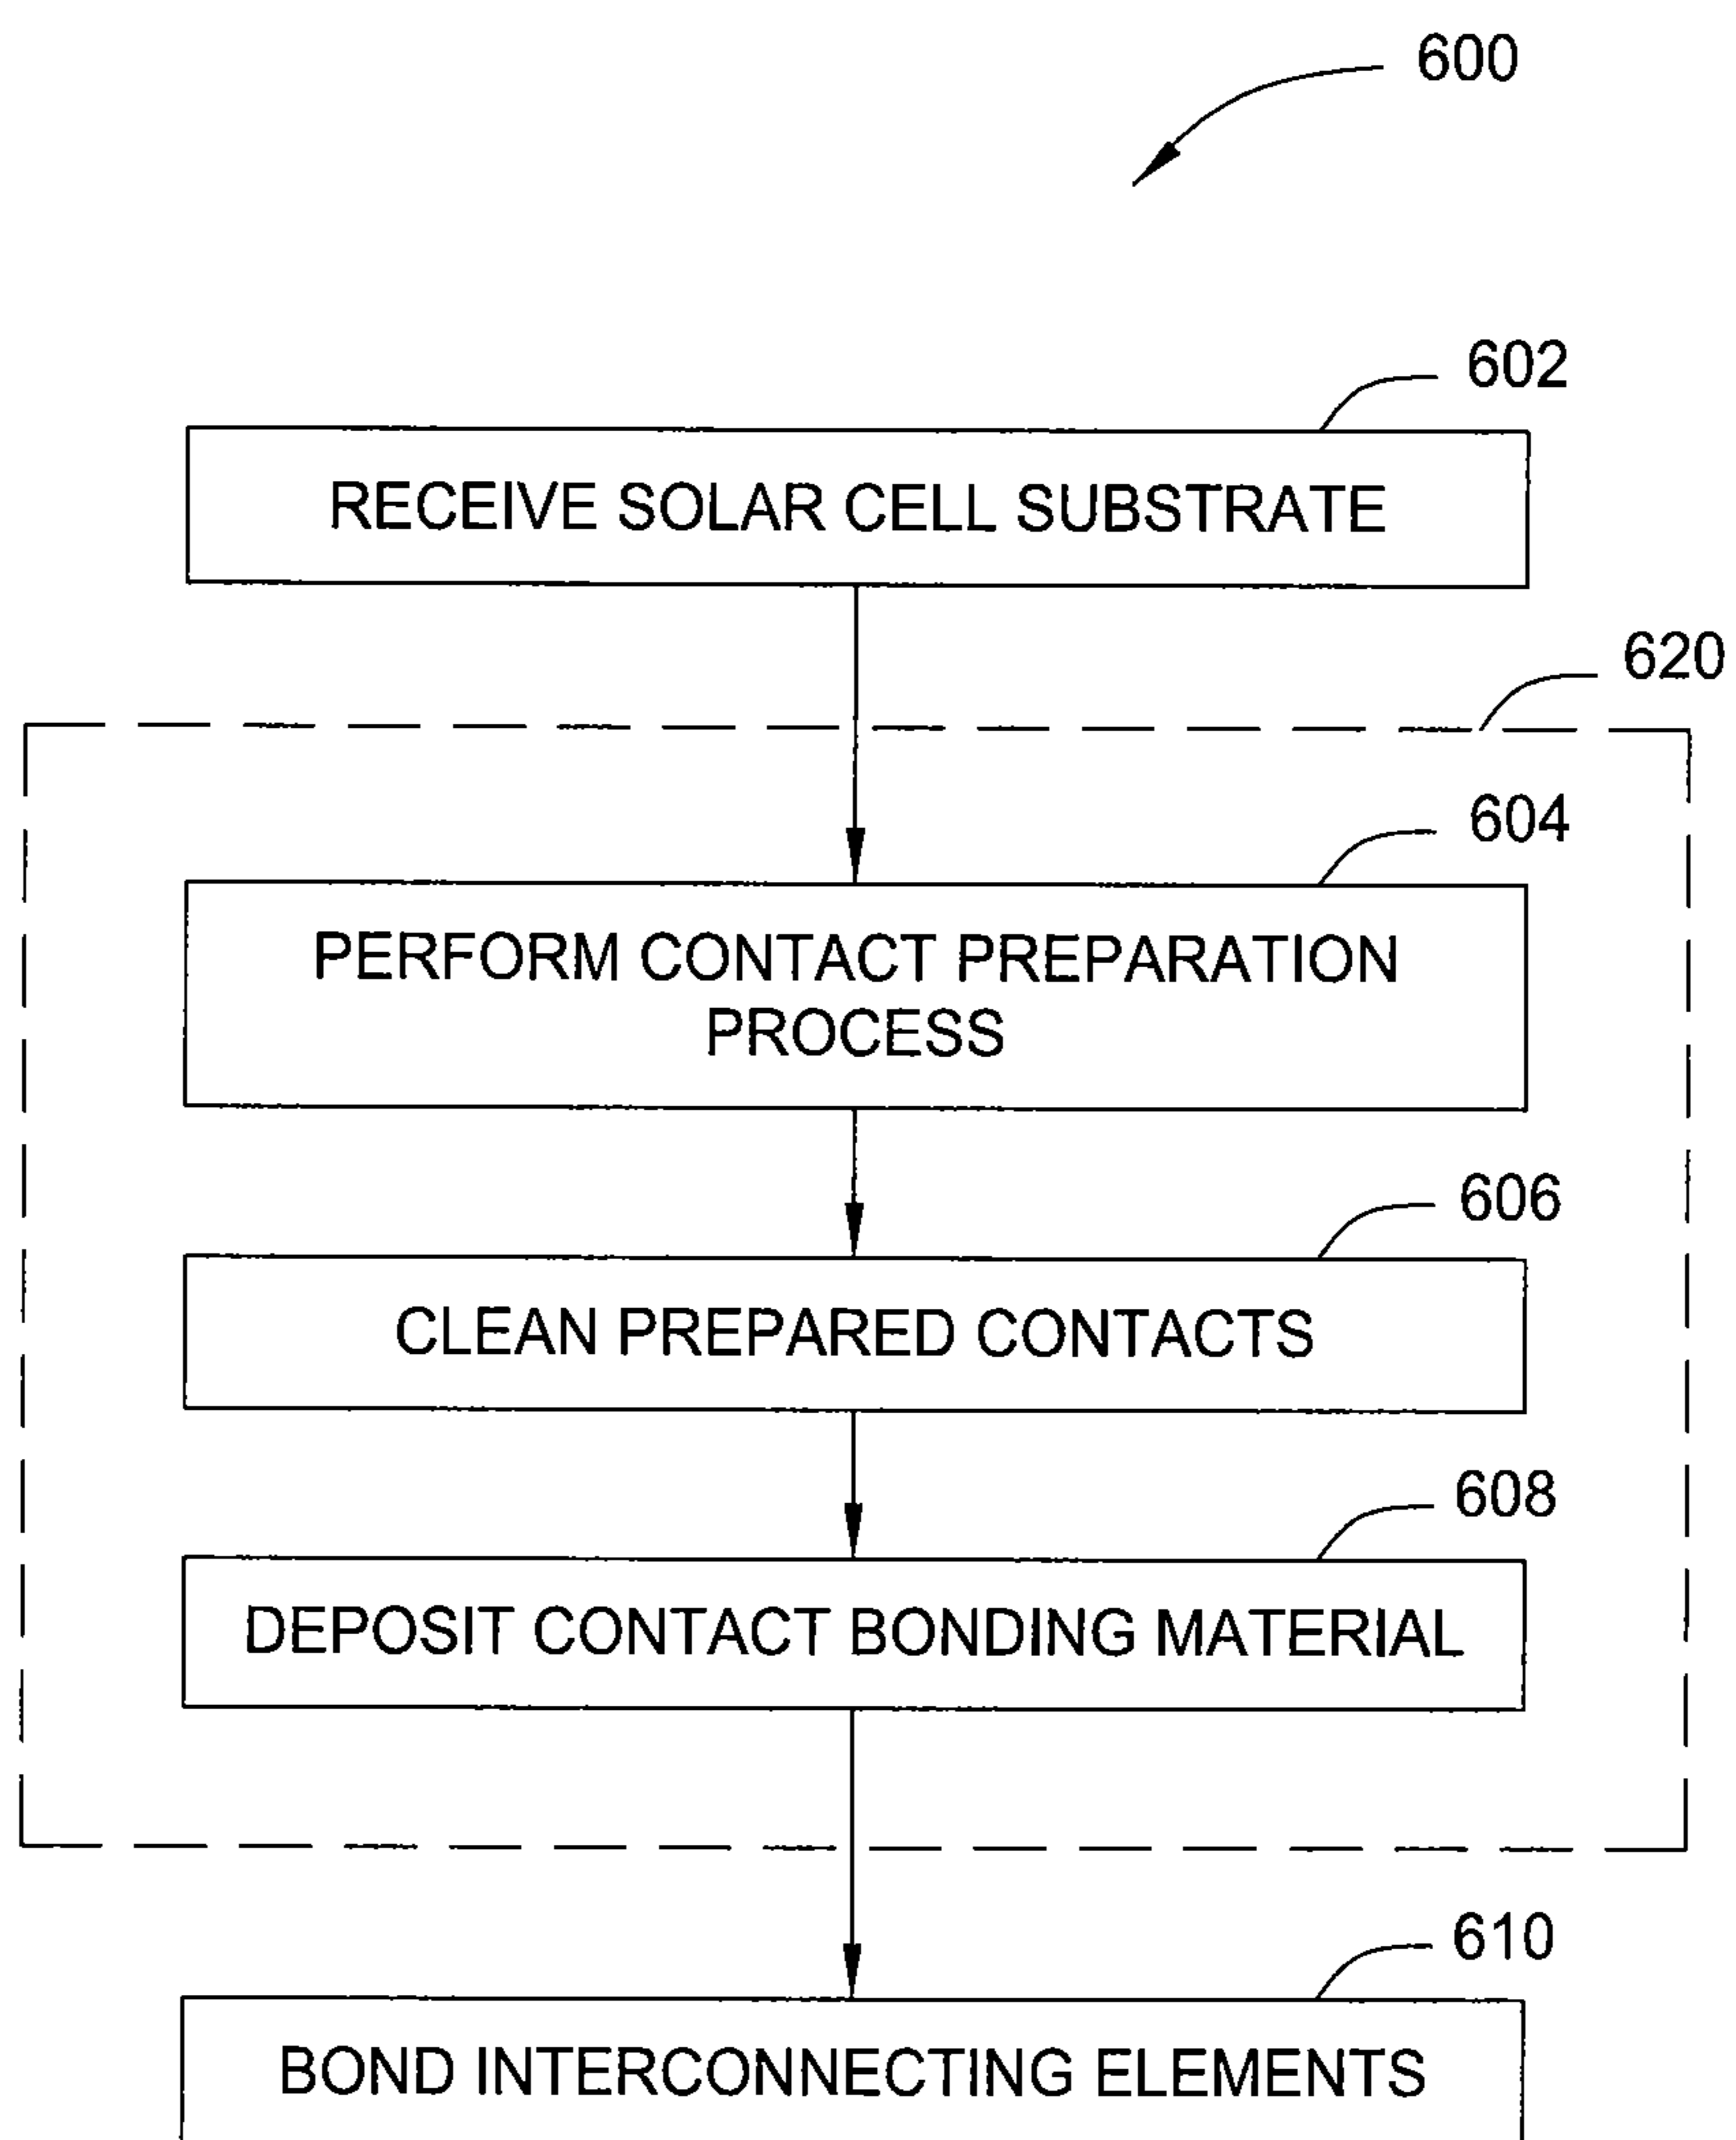 600
602
RECEIVE SOLAR CELL SUBSTRATE
620
604
PERFORM CONTACT PREPARATION
PROCESS
606
CLEAN PREPARED CONTACTS
608
DEPOSIT CONTACT BONDING MATERIAL
610
BOND INTERCONNECTING ELEMENTS